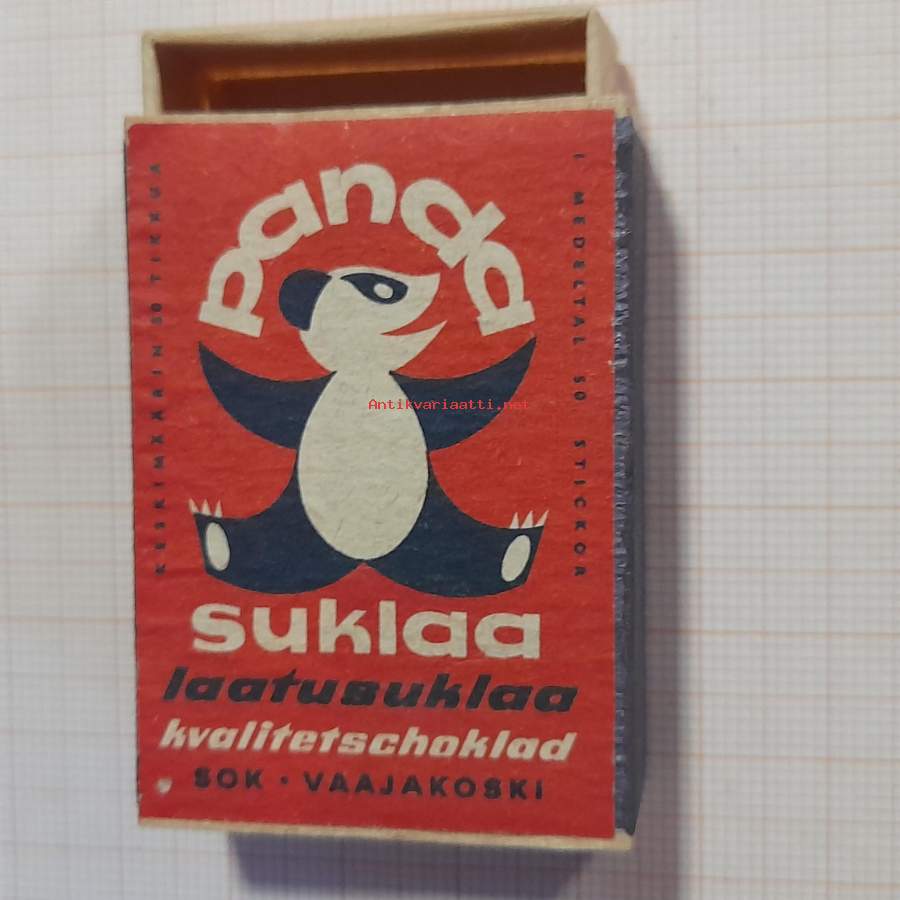 panda
KESKIMÄÄRIN 50 TIKKUA
I MEDELTAL 50 STICKOR
Antikvariaatti.net
suklaa
laatusuklaa
kvalitetschoklad
SOK · VAAJAKOSKI